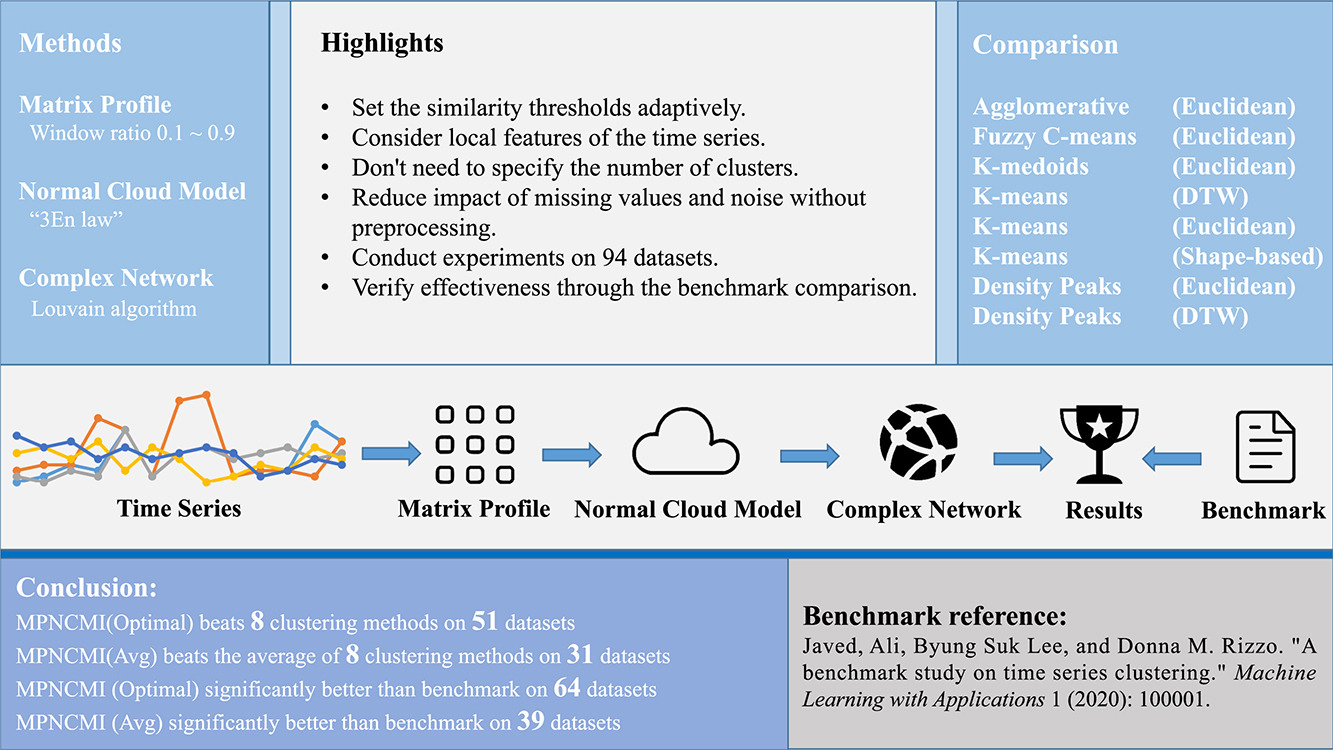 Methods
Matrix Profile
Window ratio 0.1 ~ 0.9
Normal Cloud Model
“3En law”
Complex Network
Louvain algorithm
Highlights
• Set the similarity thresholds adaptively.
• Consider local features of the time series.
• Don't need to specify the number of clusters.
• Reduce impact of missing values and noise without
preprocessing.
• Conduct experiments on 94 datasets.
• Verify effectiveness through the benchmark comparison.
Comparison
Agglomerative (Euclidean)
Fuzzy C-means (Euclidean)
K-medoids (Euclidean)
K-means (DTW)
K-means (Euclidean)
K-means (Shape-based)
Density Peaks (Euclidean)
Density Peaks (DTW)
Time Series
Matrix Profile
Normal Cloud Model
Complex Network
Results
Benchmark
Conclusion:
MPNCMI(Optimal) beats 8 clustering methods on 51 datasets
MPNCMI(Avg) beats the average of 8 clustering methods on 31 datasets
MPNCMI (Optimal) significantly better than benchmark on 64 datasets
MPNCMI (Avg) significantly better than benchmark on 39 datasets
Benchmark reference:
Javed, Ali, Byung Suk Lee, and Donna M. Rizzo. "A
benchmark study on time series clustering." Machine
Learning with Applications 1 (2020): 100001.